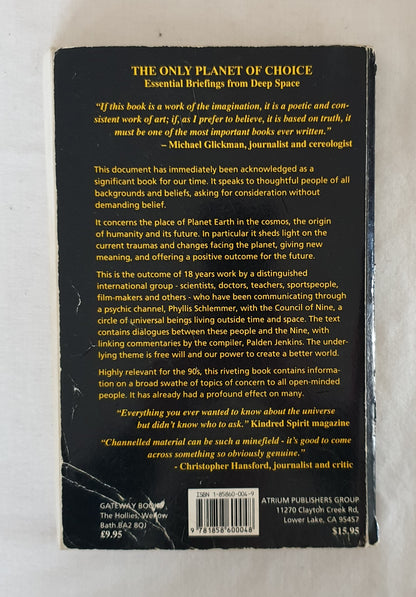 THE ONLY PLANET OF CHOICE
Essential Briefings from Deep Space
"If this book is a work of the imagination, it is a poetic and con-
sistent work of art; if, as I prefer to believe, it is based on truth, it
must be one of the most important books ever written."
– Michael Glickman, journalist and cereologist
This document has immediately been acknowledged as a
significant book for our time. It speaks to thoughtful people of all
backgrounds and beliefs, asking for consideration without
demanding belief.
It concerns the place of Planet Earth in the cosmos, the origin
of humanity and its future. In particular it sheds light on the
current traumas and changes facing the planet, giving new
meaning, and offering a positive outcome for the future.
This is the outcome of 18 years work by a distinguished
international group - scientists, doctors, teachers, sportspeople,
film-makers and others - who have been communicating through
a psychic channel, Phyllis Schlemmer, with the Council of Nine, a
circle of universal beings living outside time and space. The text
contains dialogues between these people and the Nine, with
linking commentaries by the compiler, Palden Jenkins. The under-
lying theme is free will and our power to create a better world.
Highly relevant for the 90s, this riveting book contains informa-
tion on a broad swathe of topics of concern to all open-minded
people. It has already had a profound effect on many.
"Everything you ever wanted to know about the universe
but didn't know who to ask." Kindred Spirit magazine
"Channelled material can be such a minefield - it's good to come
across something so obviously genuine."
- Christopher Hansford, journalist and critic
GATEWAY BOOKS
The Hollies, Wellow
Bath BA2 8QJ
£9.95
ISBN 1-85860-004-9
9 781858 600048
ATRIUM PUBLISHERS GROUP
11270 Clayton Creek Rd,
Lower Lake, CA 95457
$15.95